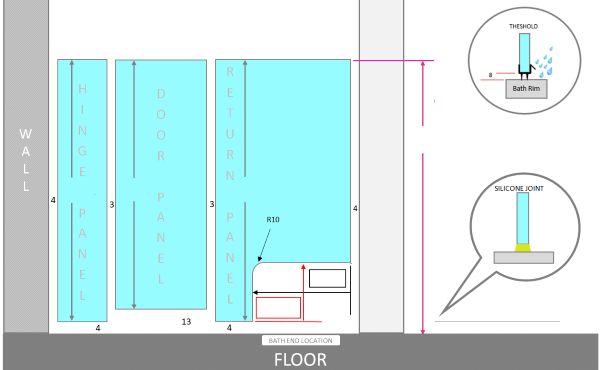 THESHOLD
8
Bath Rim
WALL
HINGE PANEL
DOOR PANEL
RETURN PANEL
SILICONE JOINT
4
3
3
4
R10
4
13
4
BATH END LOCATION
FLOOR